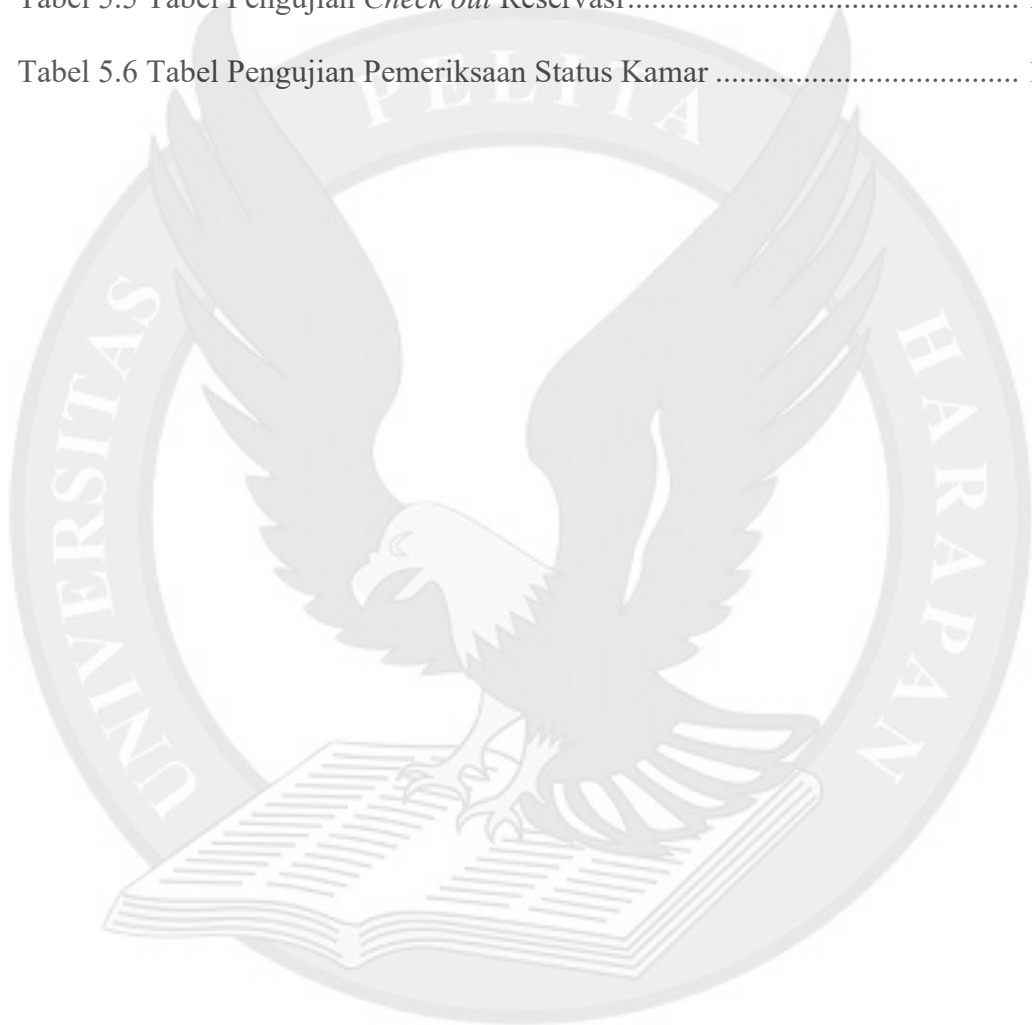 Tabel 5.5 Tabel Pengujian Check out Reservasi..........................................
Tabel 5.6 Tabel Pengujian Pemeriksaan Status Kamar ..................................
PELITA
UNIVERSITAS
HARAPAN